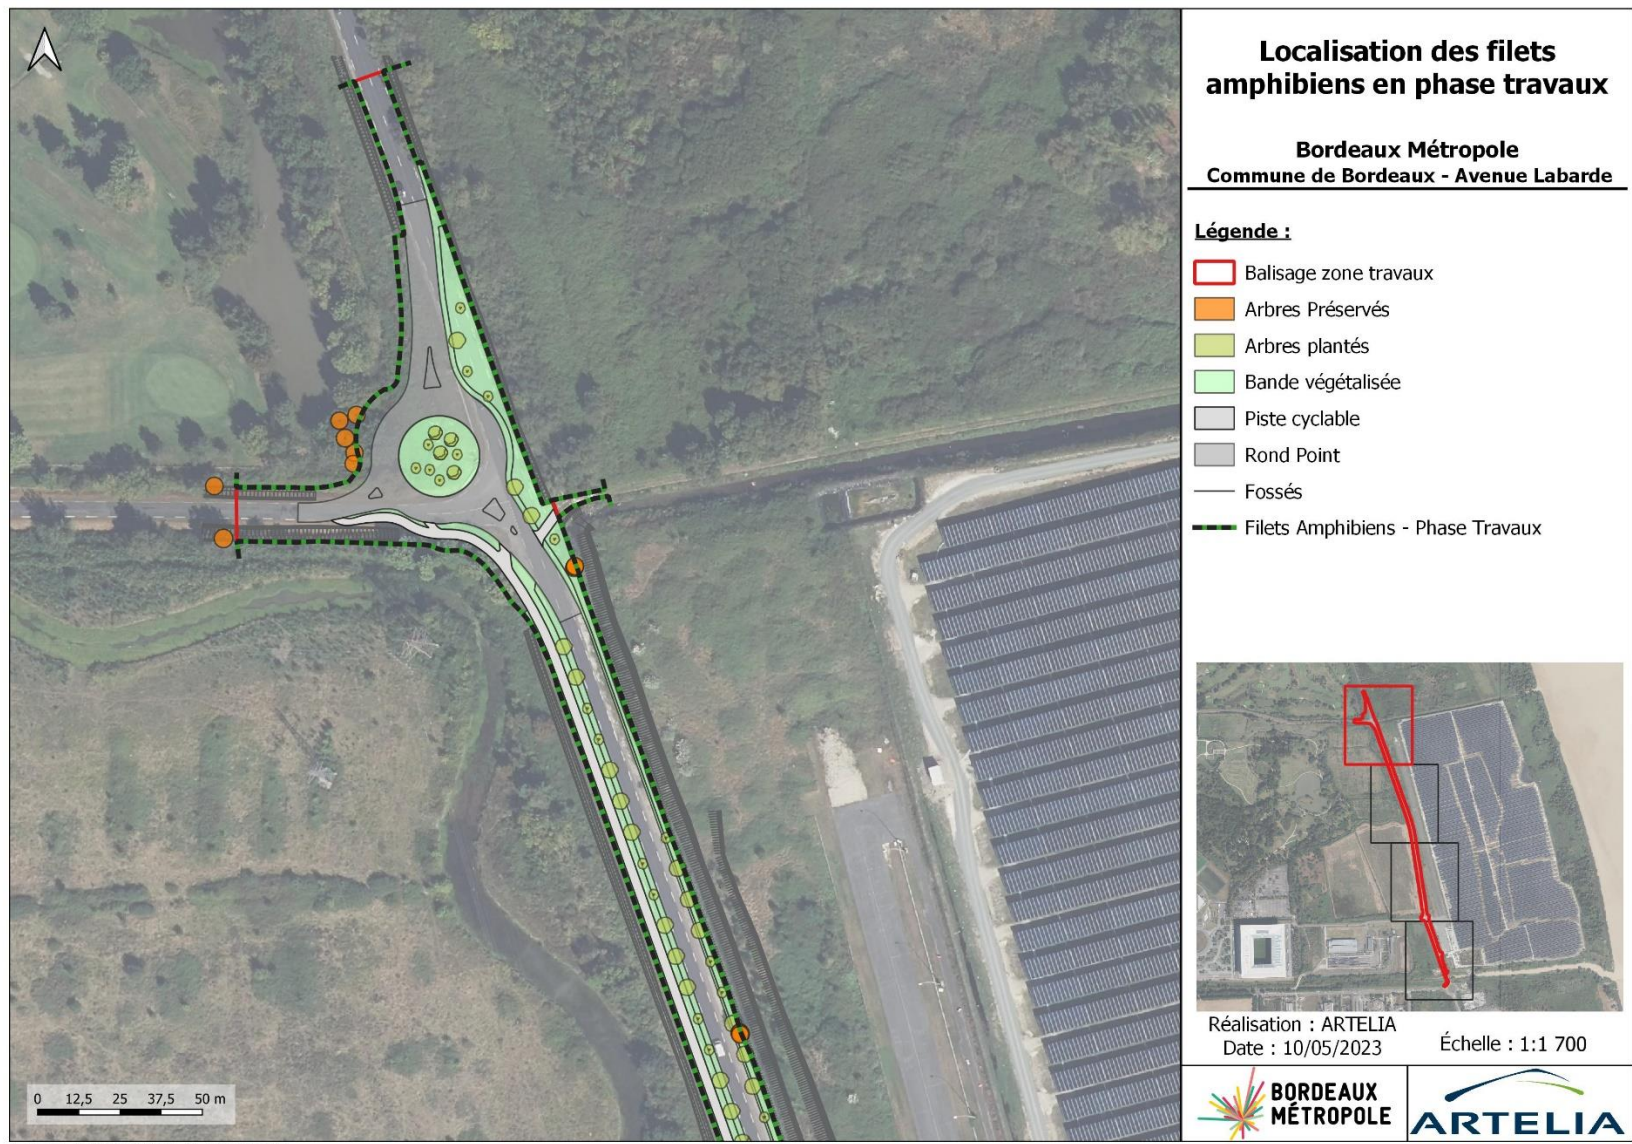 Localisation des filets
amphibiens en phase travaux
Bordeaux Métropole
Commune de Bordeaux - Avenue Labarde
Légende :
Balisage zone travaux
Arbres Préservés
Arbres plantés
Bande végétalisée
Piste cyclable
Rond Point
Fossés
Filets Amphibiens - Phase Travaux
Réalisation : ARTELIA
Date : 10/05/2023
Échelle : 1:1 700
0 12,5 25 37,5 50 m
BORDEAUX
MÉTROPOLE
ARTELIA